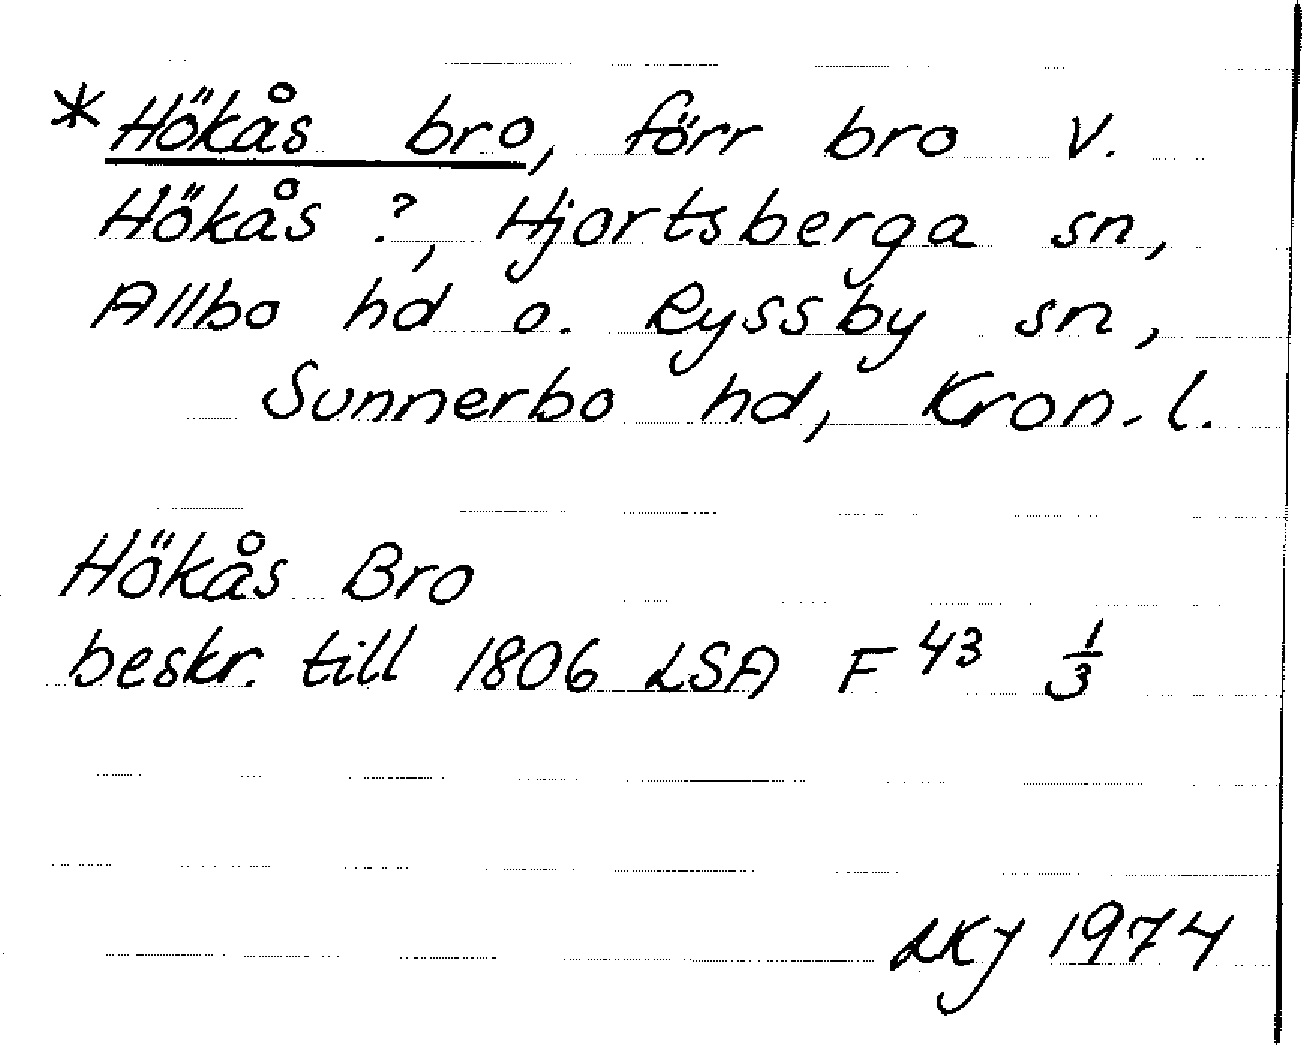 *Hökås bro, förr bro V.
Hökås ?, Hjortsberga sn,
Allbo hd o. Ryssby sn,
Sunnerbo hd, Kron. l.
Hökås Bro
beskr. till 1806 LSA F 43 1/3
LKJ 1974